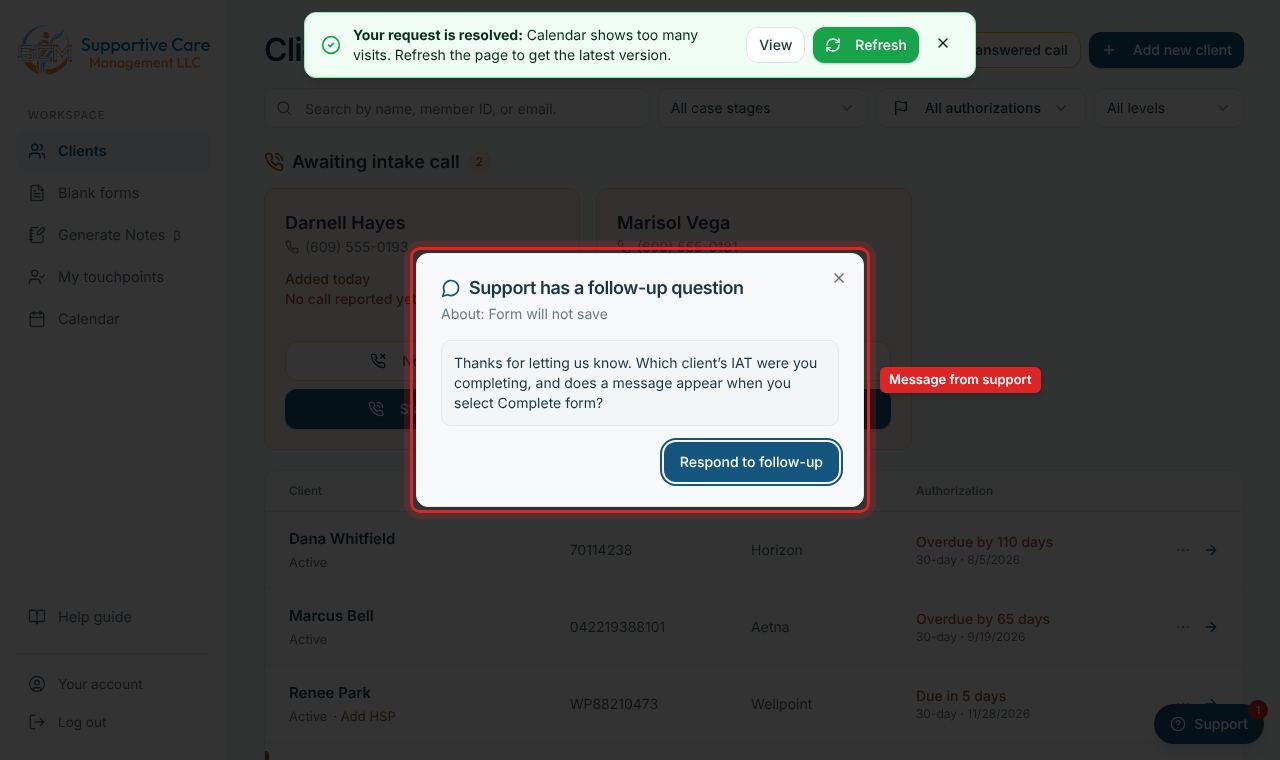 Supportive Care
Management LLC
WORKSPACE
Clients
Blank forms
Generate Notes β
My touchpoints
Calendar
Help guide
Your account
Log out
Your request is resolved: Calendar shows too many
visits. Refresh the page to get the latest version.
View
Refresh
answered call
Add new client
Search by name, member ID, or email.
All case stages
All authorizations
All levels
Awaiting intake call 2
Darnell Hayes
(609) 555-0193
Added today
No call reported yet
Marisol Vega
(609) 555-0181
Support has a follow-up question
About: Form will not save
Thanks for letting us know. Which client's IAT were you
completing, and does a message appear when you
select Complete form?
Respond to follow-up
Message from support
Client
Authorization
Dana Whitfield
Active
70114238
Horizon
Overdue by 110 days
30-day · 8/5/2026
Marcus Bell
Active
042219388101
Aetna
Overdue by 65 days
30-day · 9/19/2026
Renee Park
Active · Add HSP
WP88210473
Wellpoint
Due in 5 days
30-day · 11/28/2026
Support
1